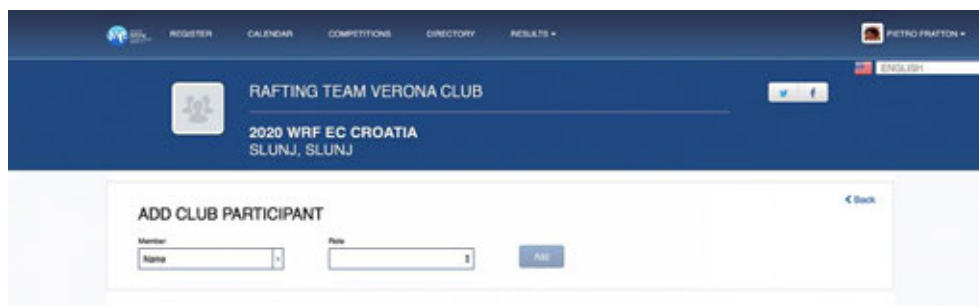 REGISTER CALENDAR COMPETITIONS DIRECTORY RESULTS PIETRO FRATTON
ENGLISH
RAFTING TEAM VERONA CLUB
2020 WRF EC CROATIA
SLUNJ, SLUNJ
Back
ADD CLUB PARTICIPANT
Member Role
Name Add